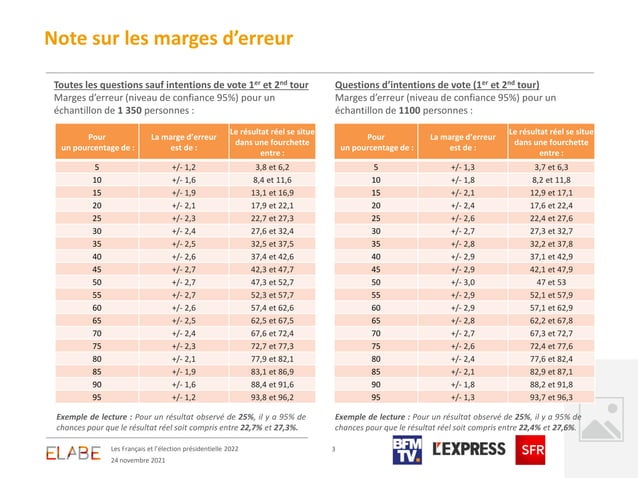 Note sur les marges d’erreur
Toutes les questions sauf intentions de vote 1er et 2nd tour
Marges d’erreur (niveau de confiance 95%) pour un
échantillon de 1 350 personnes :
Pour un pourcentage de : | La marge d’erreur est de : | Le résultat réel se situe dans une fourchette entre :
5 +/- 1,2 3,8 et 6,2
10 +/- 1,6 8,4 et 11,6
15 +/- 1,9 13,1 et 16,9
20 +/- 2,1 17,9 et 22,1
25 +/- 2,3 22,7 et 27,3
30 +/- 2,4 27,6 et 32,4
35 +/- 2,5 32,5 et 37,5
40 +/- 2,6 37,4 et 42,6
45 +/- 2,7 42,3 et 47,7
50 +/- 2,7 47,3 et 52,7
55 +/- 2,7 52,3 et 57,7
60 +/- 2,6 57,4 et 62,6
65 +/- 2,5 62,5 et 67,5
70 +/- 2,4 67,6 et 72,4
75 +/- 2,3 72,7 et 77,3
80 +/- 2,1 77,9 et 82,1
85 +/- 1,9 83,1 et 86,9
90 +/- 1,6 88,4 et 91,6
95 +/- 1,2 93,8 et 96,2
Exemple de lecture : Pour un résultat observé de 25%, il y a 95% de
chances pour que le résultat réel soit compris entre 22,7% et 27,3%.
Questions d’intentions de vote (1er et 2nd tour)
Marges d’erreur (niveau de confiance 95%) pour un
échantillon de 1100 personnes :
Pour un pourcentage de : | La marge d’erreur est de : | Le résultat réel se situe dans une fourchette entre :
5 +/- 1,3 3,7 et 6,3
10 +/- 1,8 8,2 et 11,8
15 +/- 2,1 12,9 et 17,1
20 +/- 2,4 17,6 et 22,4
25 +/- 2,6 22,4 et 27,6
30 +/- 2,7 27,3 et 32,7
35 +/- 2,8 32,2 et 37,8
40 +/- 2,9 37,1 et 42,9
45 +/- 2,9 42,1 et 47,9
50 +/- 3,0 47 et 53
55 +/- 2,9 52,1 et 57,9
60 +/- 2,9 57,1 et 62,9
65 +/- 2,8 62,2 et 67,8
70 +/- 2,7 67,3 et 72,7
75 +/- 2,6 72,4 et 77,6
80 +/- 2,4 77,6 et 82,4
85 +/- 2,1 82,9 et 87,1
90 +/- 1,8 88,2 et 91,8
95 +/- 1,3 93,7 et 96,3
Exemple de lecture : Pour un résultat observé de 25%, il y a 95% de
chances pour que le résultat réel soit compris entre 22,4% et 27,6%.
ELABE
Les Français et l’élection présidentielle 2022
24 novembre 2021
3
BFM
TV.
L’EXPRESS
SFR